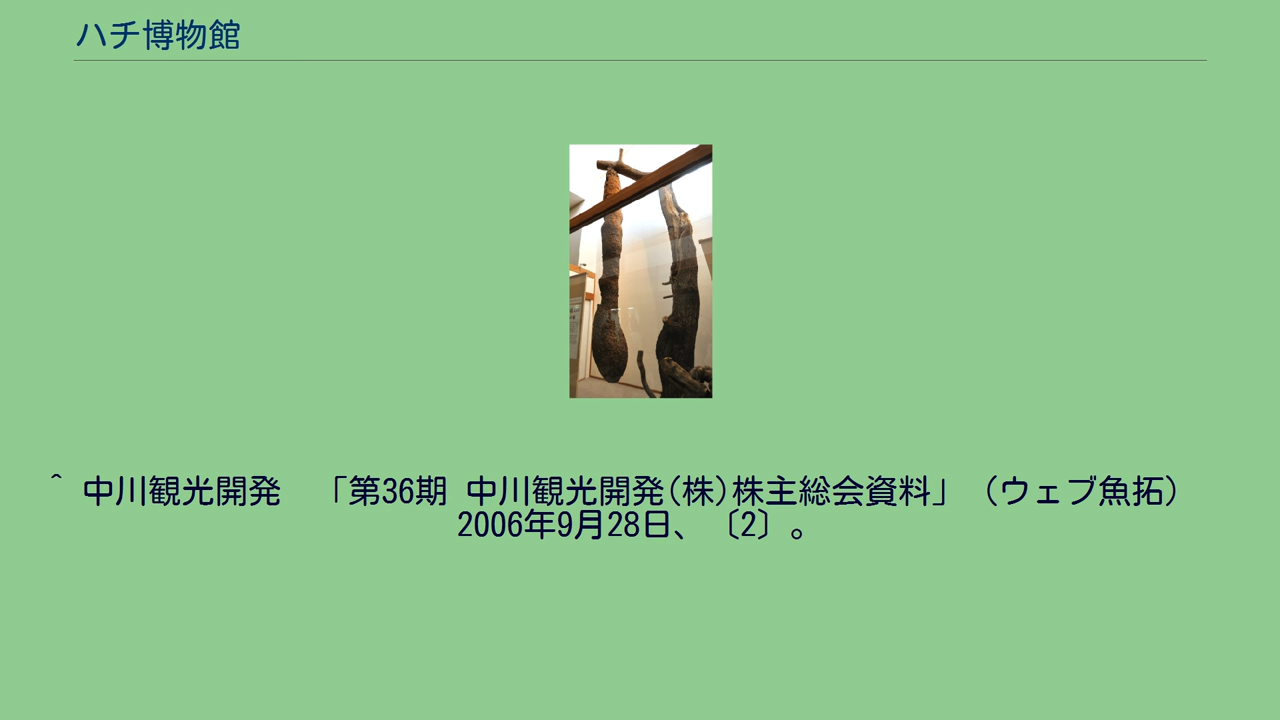 ハチ博物館
^ 中川観光開発　「第36期 中川観光開発(株)株主総会資料」（ウェブ魚拓）
2006年9月28日、〔2〕。